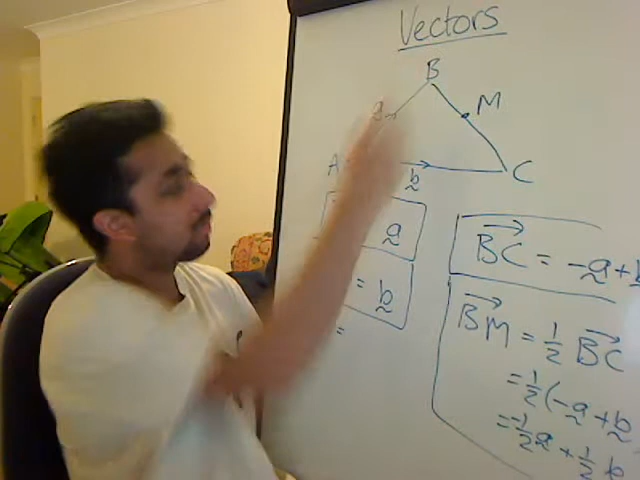 Vectors
B
a
M
A
b
C
a
= b
=
BC = -a + b
BM = 1/2 BC
= 1/2 (-a + b
= -1/2 a + 1/2 b